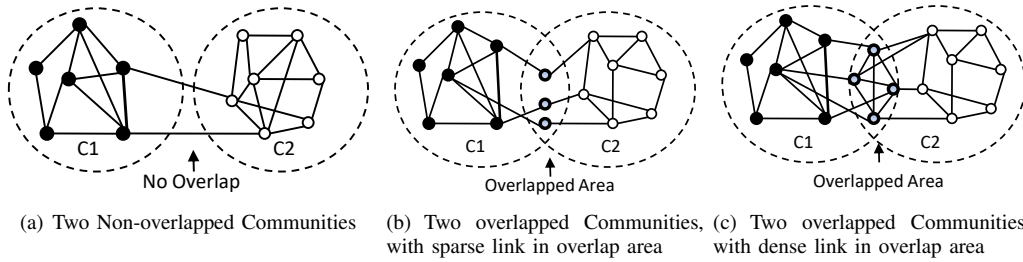 C1
C2
No Overlap
(a) Two Non-overlapped Communities
C1
C2
Overlapped Area
(b) Two overlapped Communities,
with sparse link in overlap area
C1
C2
Overlapped Area
(c) Two overlapped Communities
with dense link in overlap area